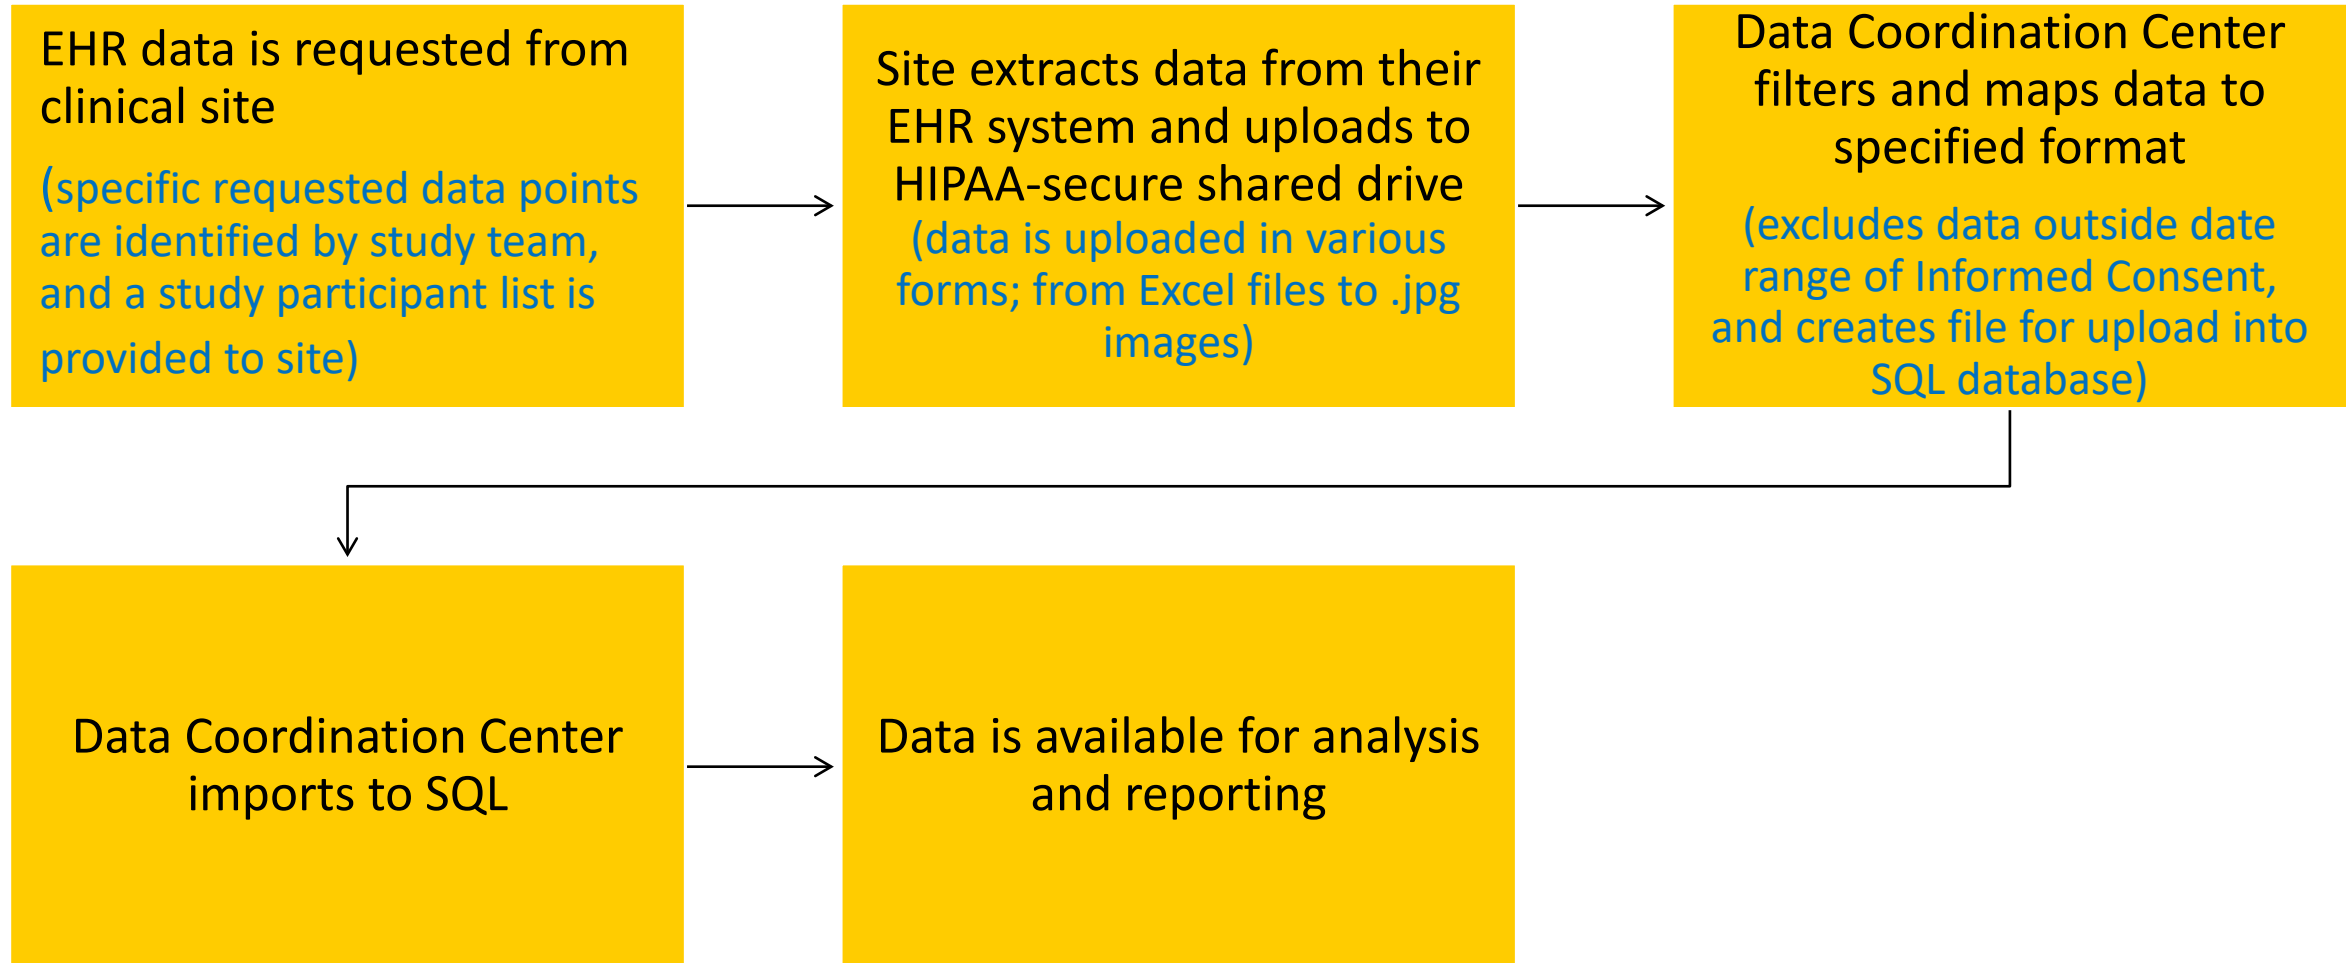 EHR data is requested from
clinical site
(specific requested data points
are identified by study team,
and a study participant list is
provided to site)
Site extracts data from their
EHR system and uploads to
HIPAA-secure shared drive
(data is uploaded in various
forms; from Excel files to .jpg
images)
Data Coordination Center
filters and maps data to
specified format
(excludes data outside date
range of Informed Consent,
and creates file for upload into
SQL database)
Data Coordination Center
imports to SQL
Data is available for analysis
and reporting